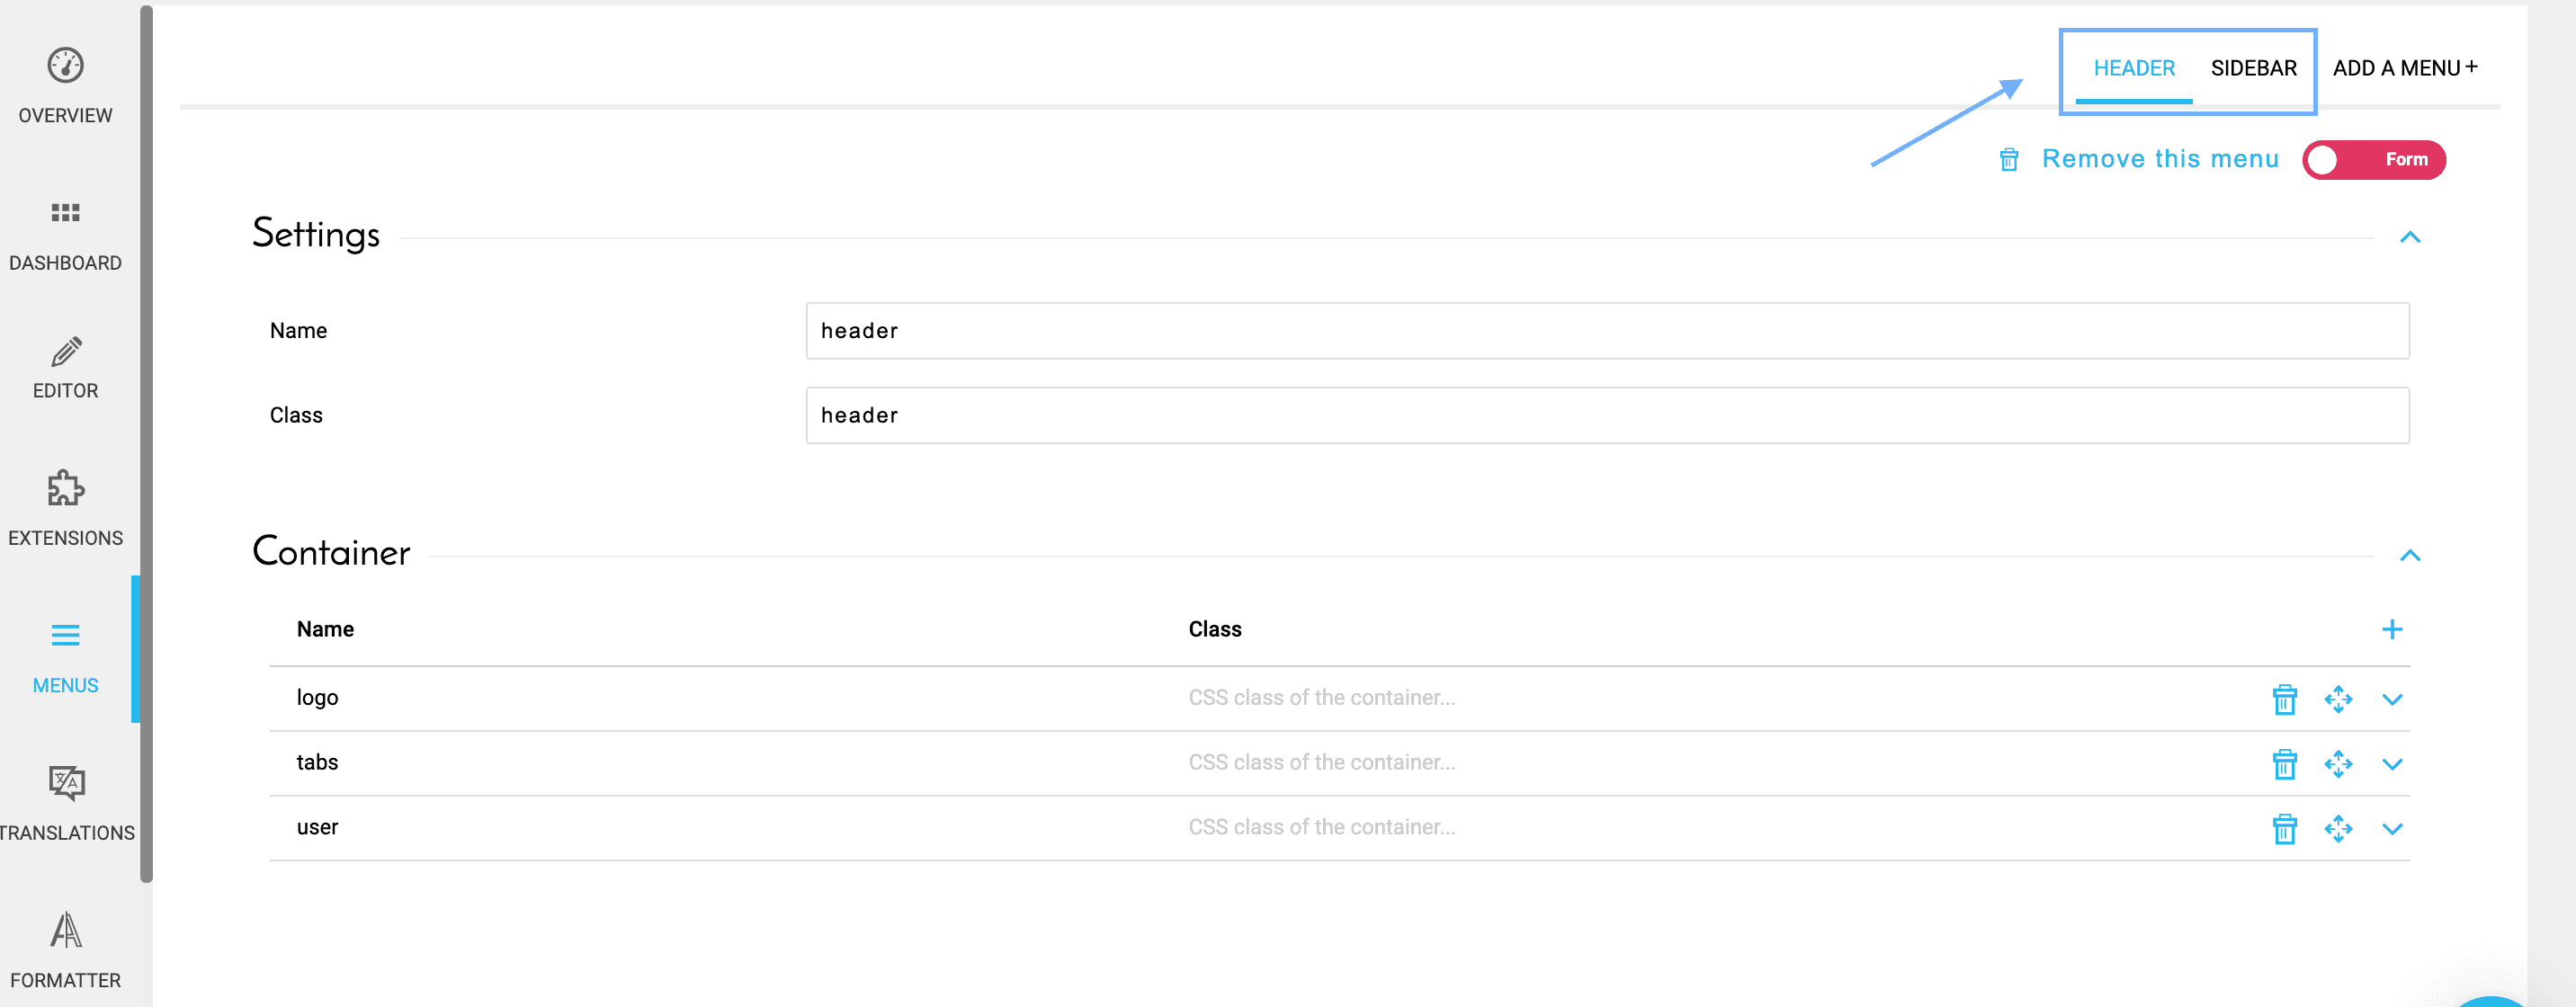 OVERVIEW
DASHBOARD
EDITOR
EXTENSIONS
MENUS
TRANSLATIONS
FORMATTER
HEADER SIDEBAR ADD A MENU +
Remove this menu Form
Settings
Name header
Class header
Container
Name Class
logo CSS class of the container...
tabs CSS class of the container...
user CSS class of the container...